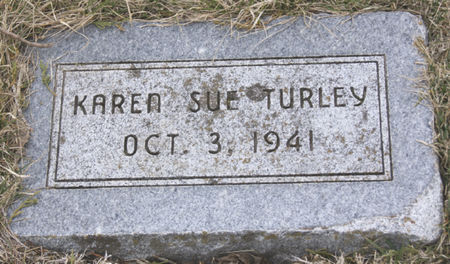 KAREN SUE TURLEY
OCT. 3, 1941